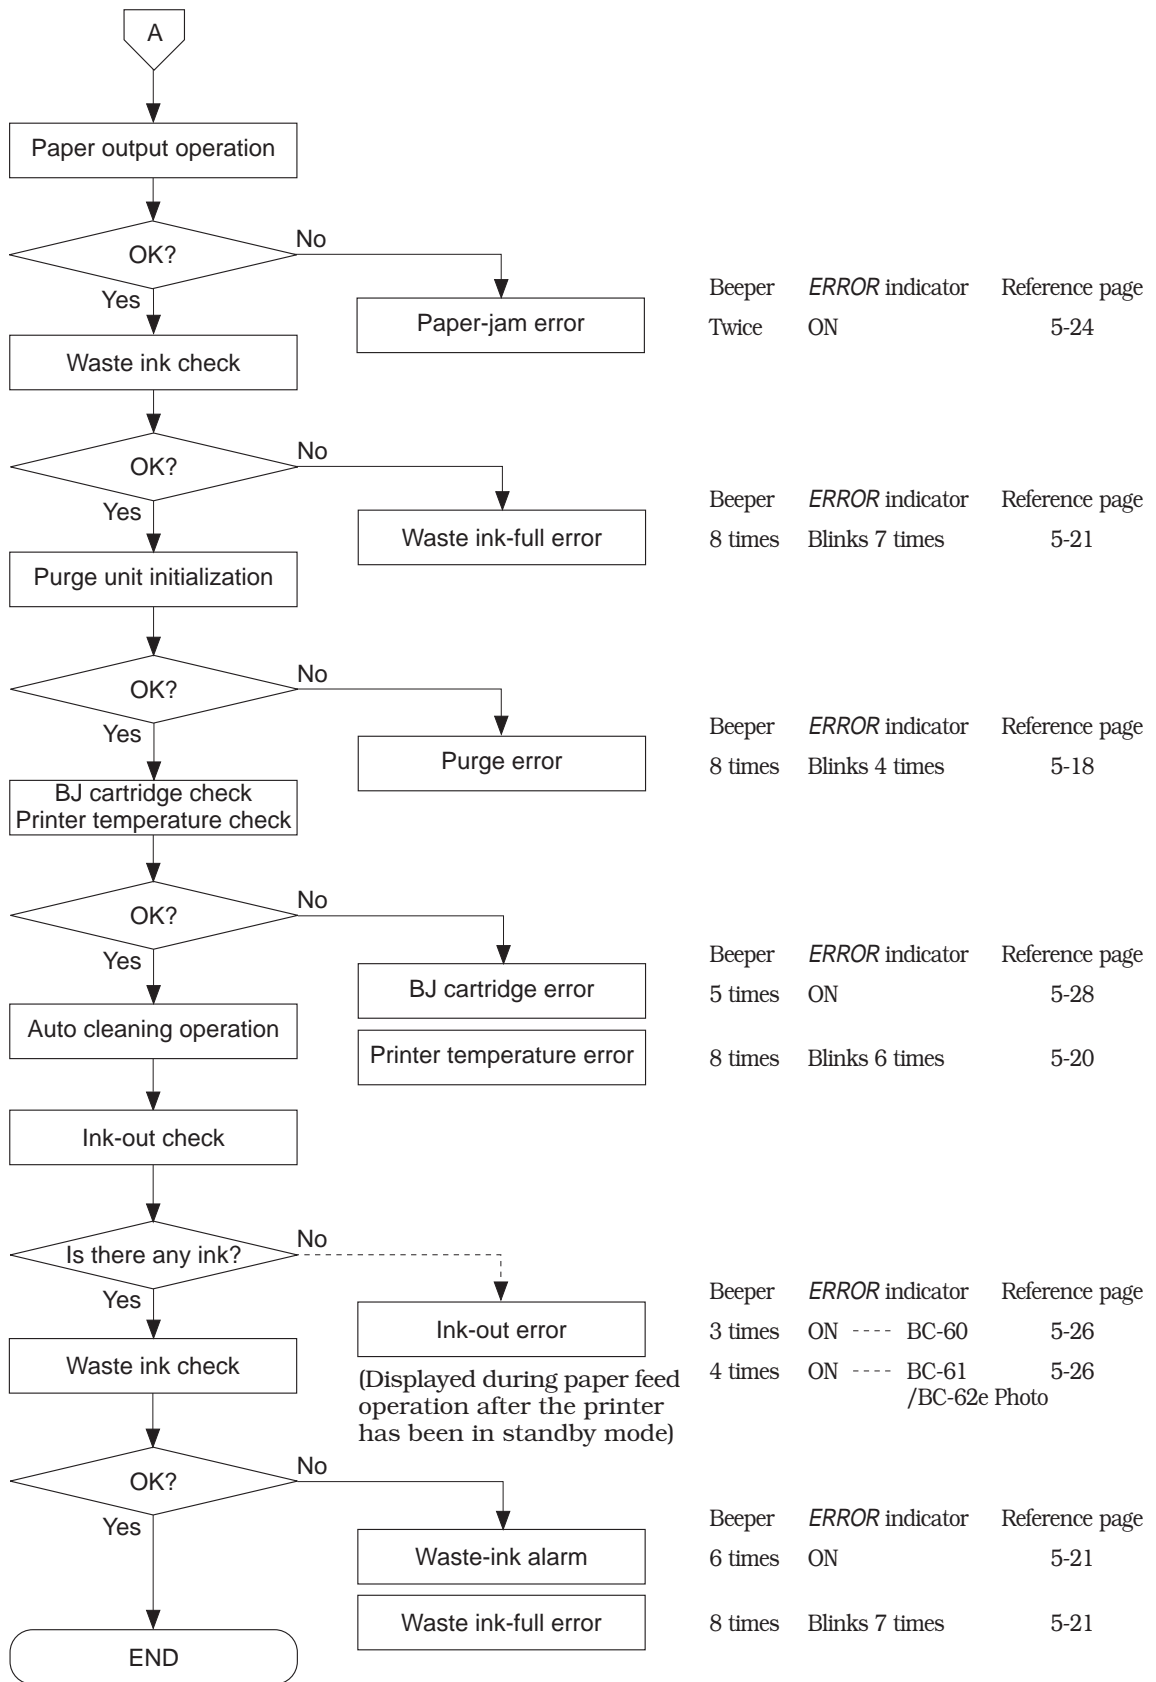 A
Paper output operation
OK?
No
Yes
Paper-jam error
Beeper ERROR indicator Reference page
Twice ON 5-24
Waste ink check
OK?
No
Yes
Waste ink-full error
Beeper ERROR indicator Reference page
8 times Blinks 7 times 5-21
Purge unit initialization
OK?
No
Yes
Purge error
Beeper ERROR indicator Reference page
8 times Blinks 4 times 5-18
BJ cartridge check
Printer temperature check
OK?
No
Yes
BJ cartridge error
Beeper ERROR indicator Reference page
5 times ON 5-28
Auto cleaning operation
Printer temperature error
8 times Blinks 6 times 5-20
Ink-out check
Is there any ink?
No
Yes
Ink-out error
Beeper ERROR indicator Reference page
3 times ON ---- BC-60 5-26
4 times ON ---- BC-61 5-26
/BC-62e Photo
(Displayed during paper feed
operation after the printer
has been in standby mode)
Waste ink check
OK?
No
Yes
Waste-ink alarm
Beeper ERROR indicator Reference page
6 times ON 5-21
Waste ink-full error
8 times Blinks 7 times 5-21
END